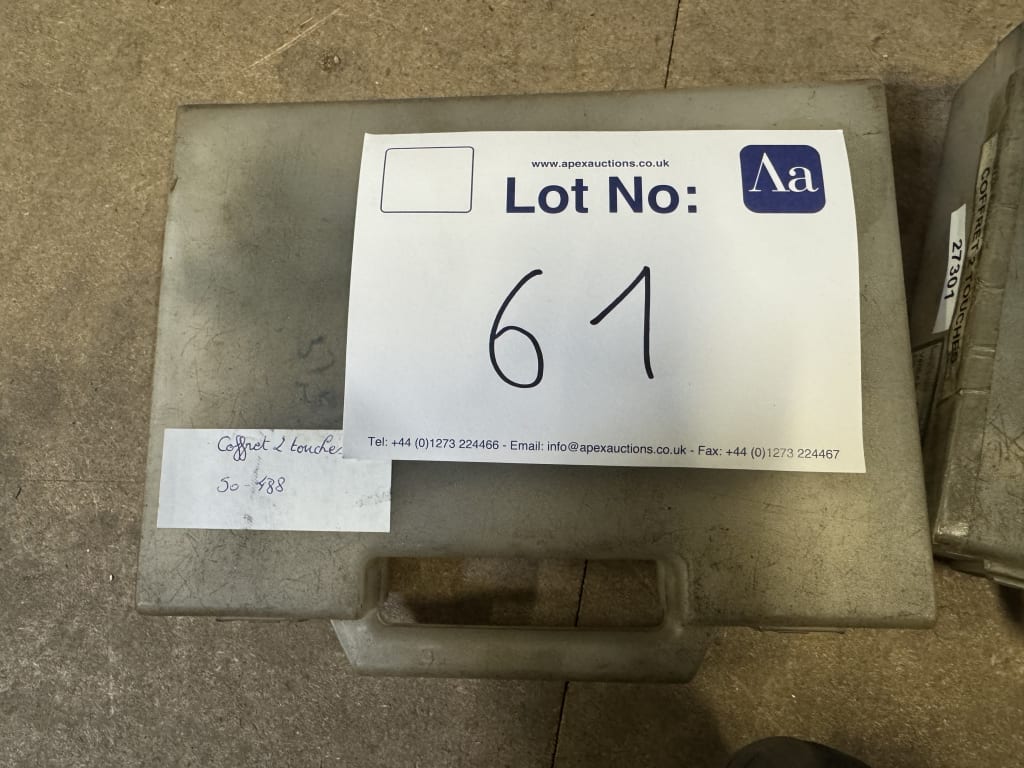 www.apexauctions.co.uk
Lot No:
Aa
61
Tel: +44 (0)1273 224466 - Email: info@apexauctions.co.uk - Fax: +44 (0)1273 224467
Coffret 2 touches
50-488
COFFRET 2 TOUCHES
27301